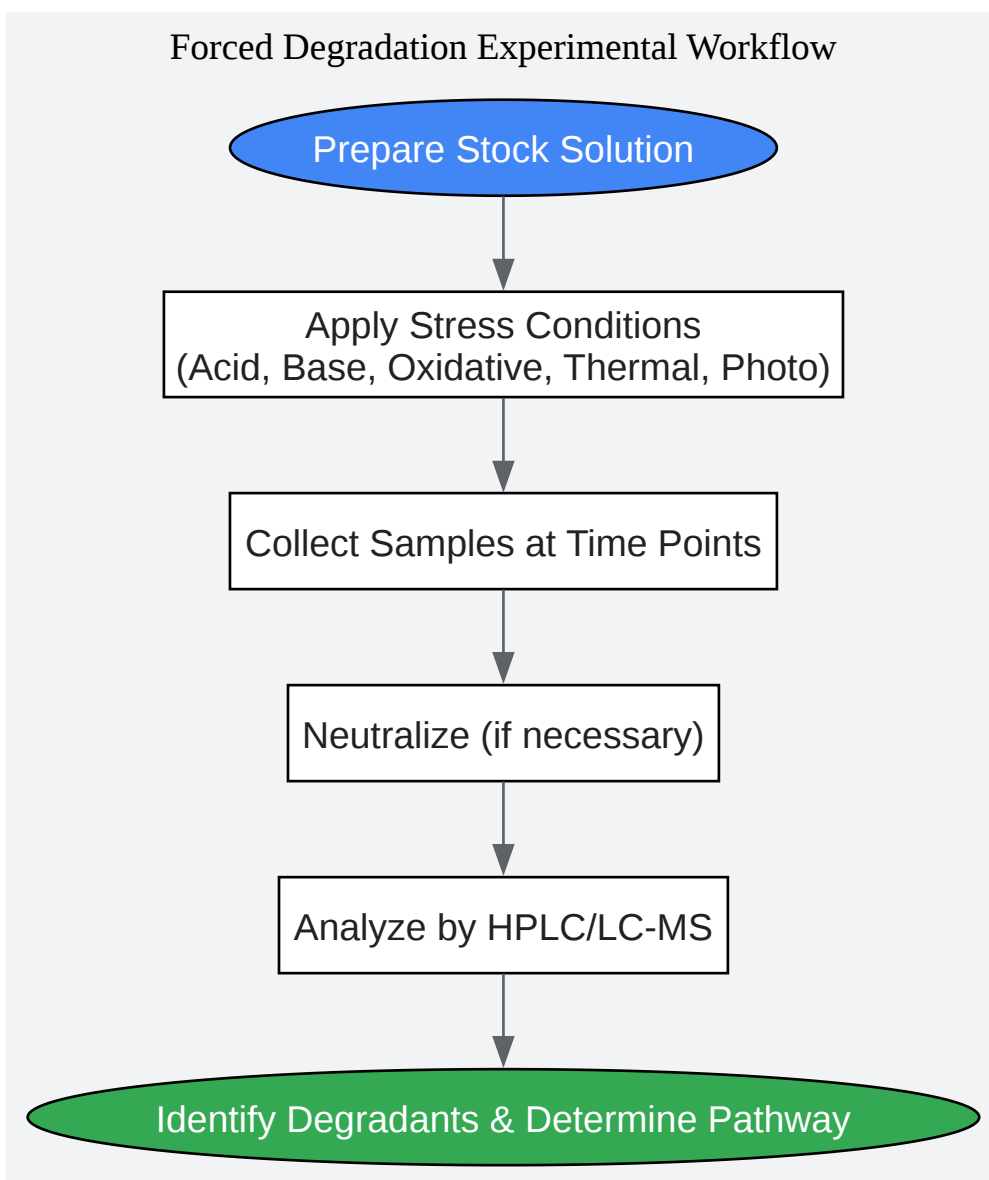 Forced Degradation Experimental Workflow
Prepare Stock Solution
Apply Stress Conditions
(Acid, Base, Oxidative, Thermal, Photo)
Collect Samples at Time Points
Neutralize (if necessary)
Analyze by HPLC/LC-MS
Identify Degradants & Determine Pathway